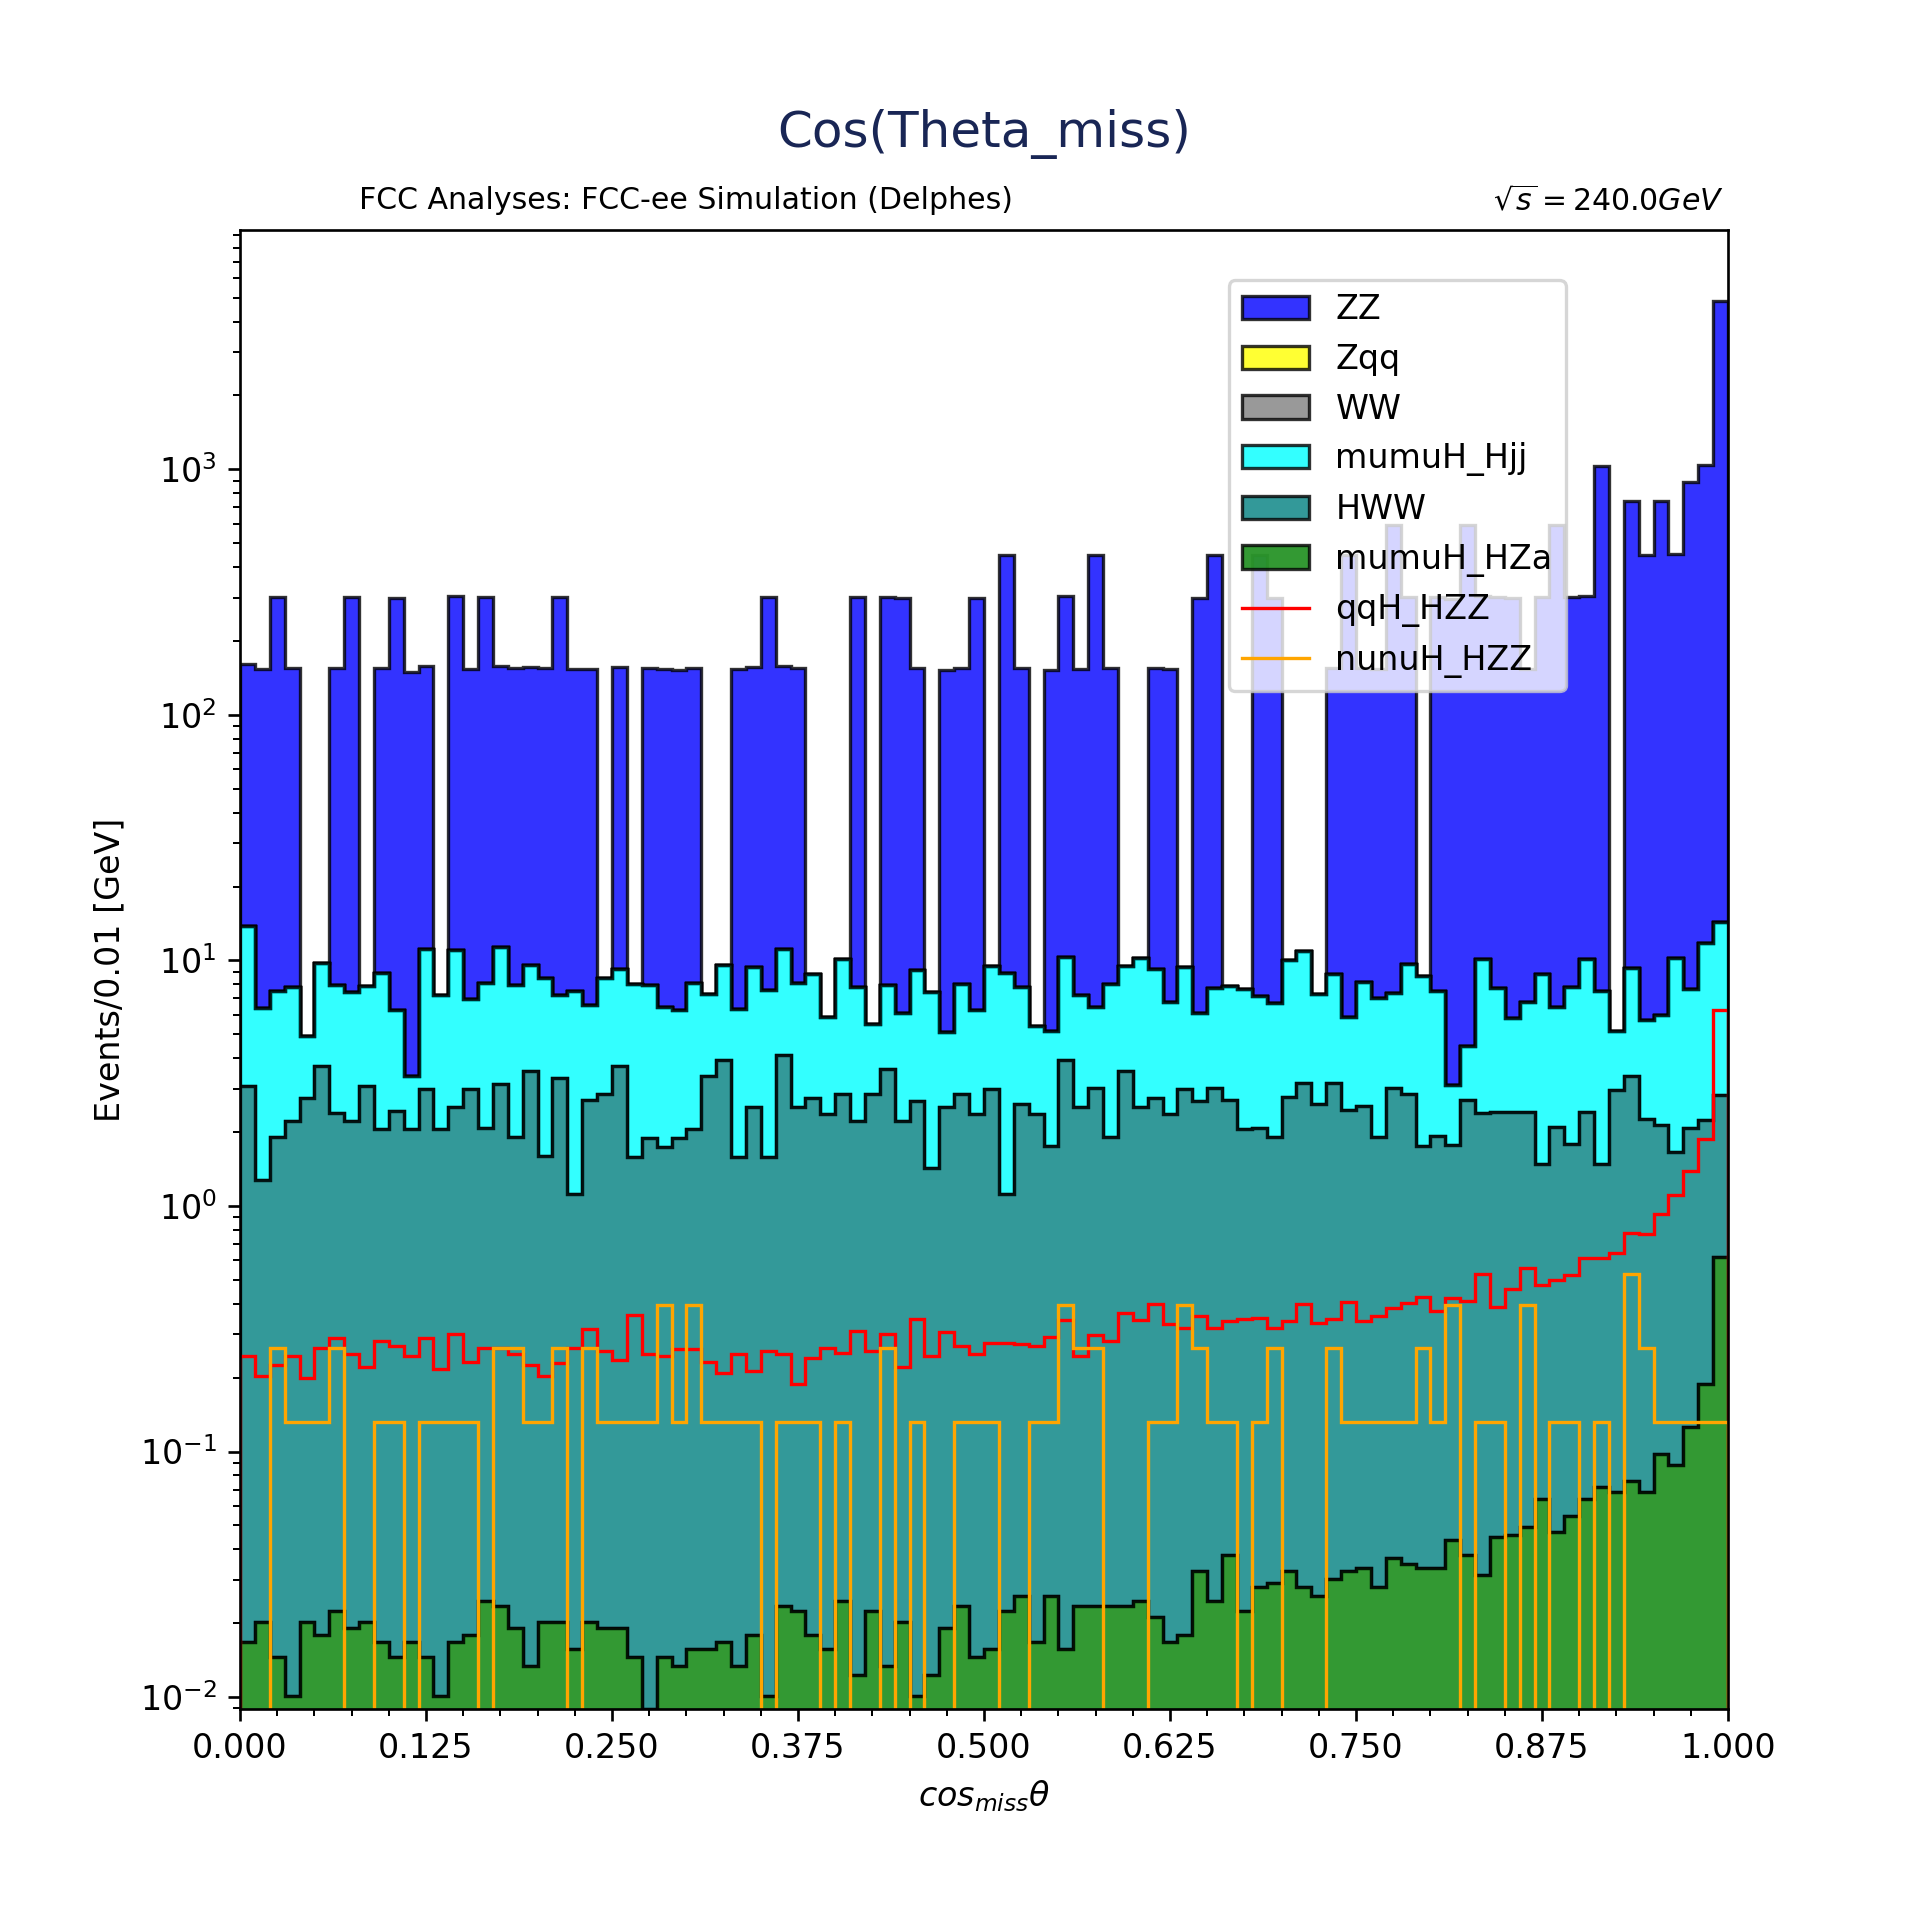 Cos(Theta_miss)
FCC Analyses: FCC-ee Simulation (Delphes)
√s = 240.0GeV
ZZ
Zqq
WW
mumuH_Hjj
HWW
mumuH_HZa
qqH_HZZ
nunuH_HZZ
Events/0.01 [GeV]
10³
10²
10¹
10⁰
10⁻¹
10⁻²
0.000 0.125 0.250 0.375 0.500 0.625 0.750 0.875 1.000
cos_miss θ